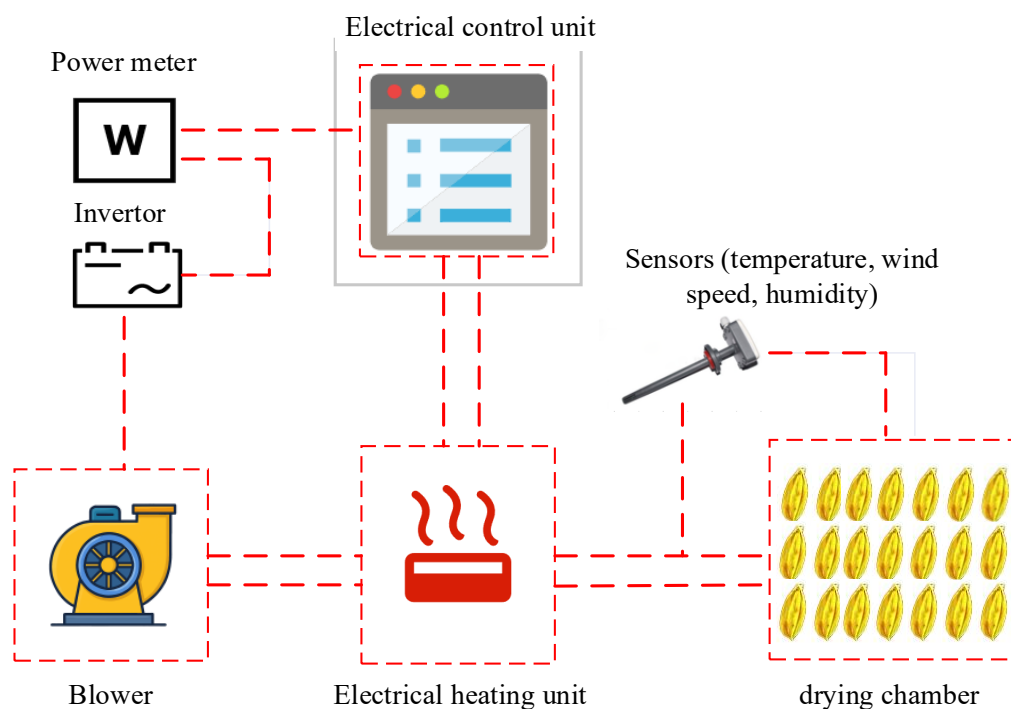 Electrical control unit
Power meter
W
Invertor
Sensors (temperature, wind
speed, humidity)
Blower
Electrical heating unit
drying chamber